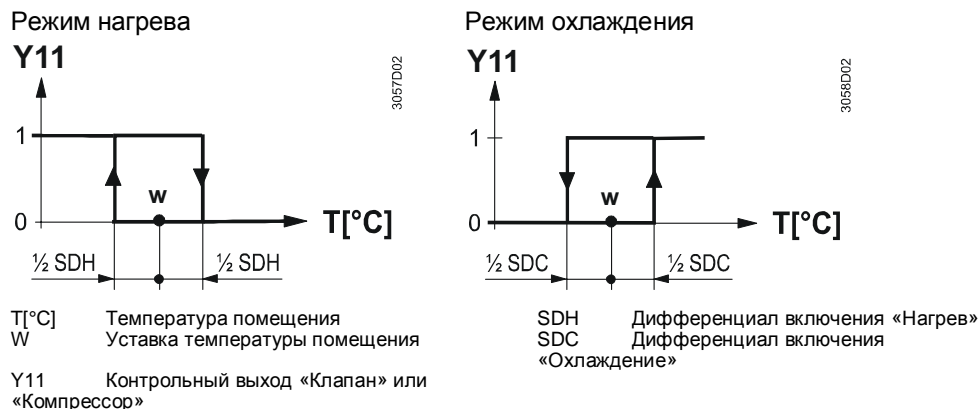 Режим нагрева
Y11
3057D02
1
W
0
T[°C]
½ SDH
½ SDH
Режим охлаждения
Y11
3058D02
1
W
0
T[°C]
½ SDC
½ SDC
T[°C] Температура помещения
W Уставка температуры помещения
Y11 Контрольный выход «Клапан» или
«Компрессор»
SDH Дифференциал включения «Нагрев»
SDC Дифференциал включения
«Охлаждение»